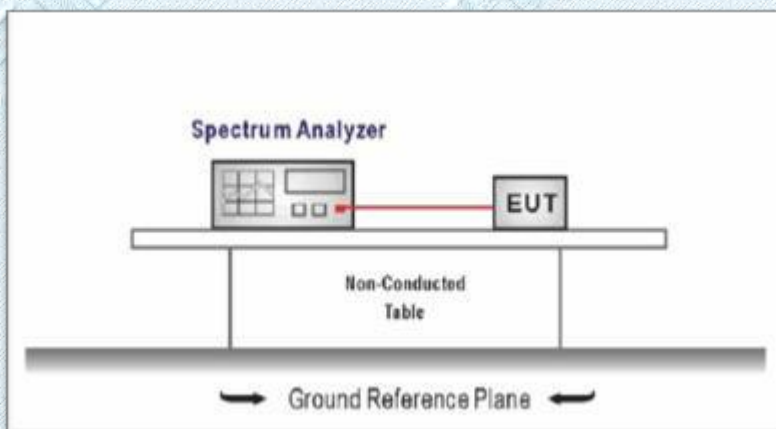 Spectrum Analyzer
EUT
Non-Conducted
Table
Ground Reference Plane